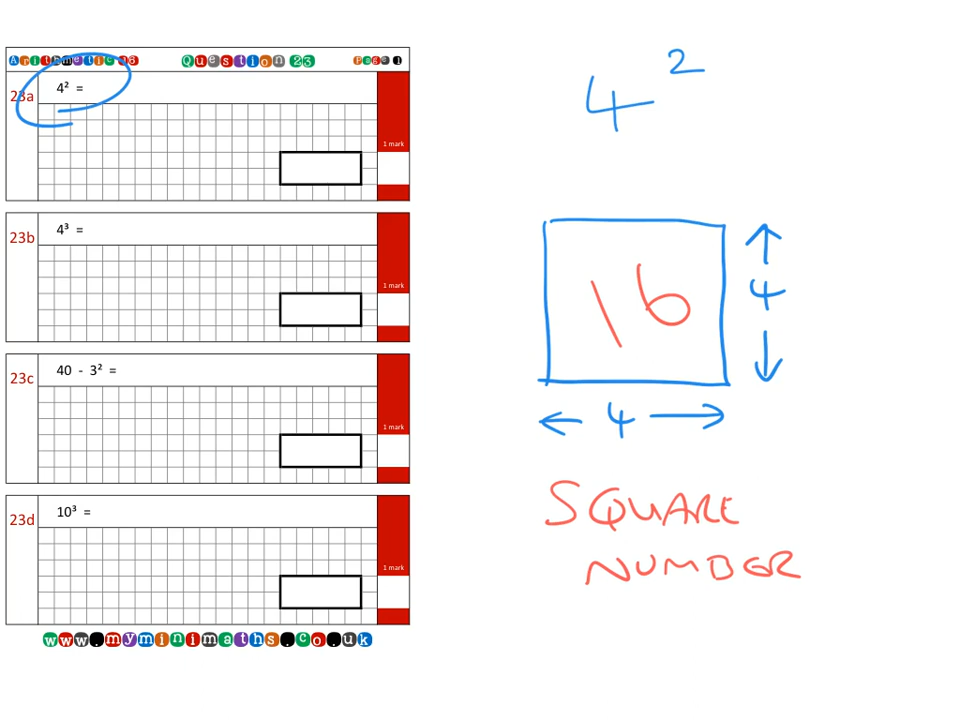 Arithmetic 36 Question 23 Page 1
23a 4² =
1 mark
23b 4³ =
1 mark
23c 40 - 3² =
1 mark
23d 10³ =
1 mark
www.myminimaths.co.uk
4²
16
4
4
SQUARE
NUMBER